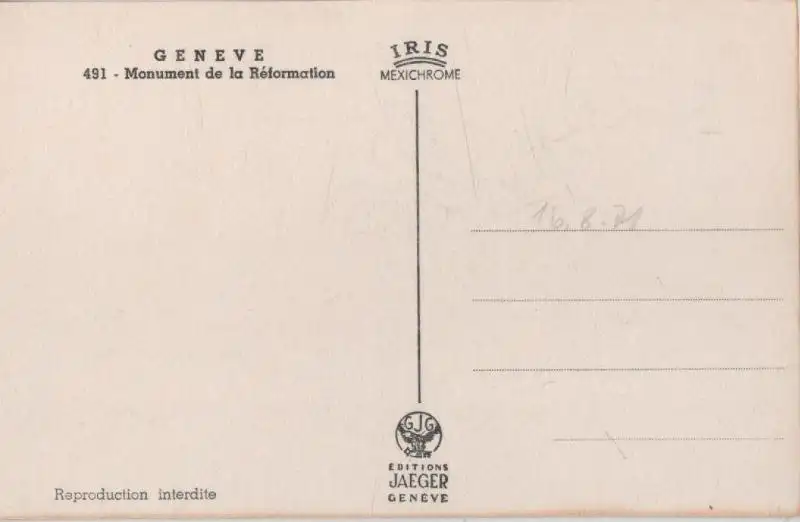 GENEVE
491 - Monument de la Réformation
IRIS
MEXICHROME
16.8.71
GJG
ÉDITIONS
JAEGER
GENÈVE
Reproduction interdite